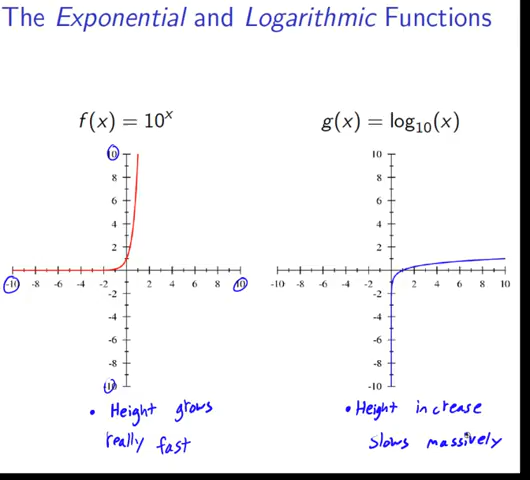 The Exponential and Logarithmic Functions
f(x) = 10ˣ
g(x) = log₁₀(x)
10
8
6
4
2
-10 -8 -6 -4 -2 2 4 6 8 10
-2
-4
-6
-8
-10
10
8
6
4
2
-10 -8 -6 -4 -2 2 4 6 8 10
-2
-4
-6
-8
-10
• Height grows
really fast
• Height increase
slows massively